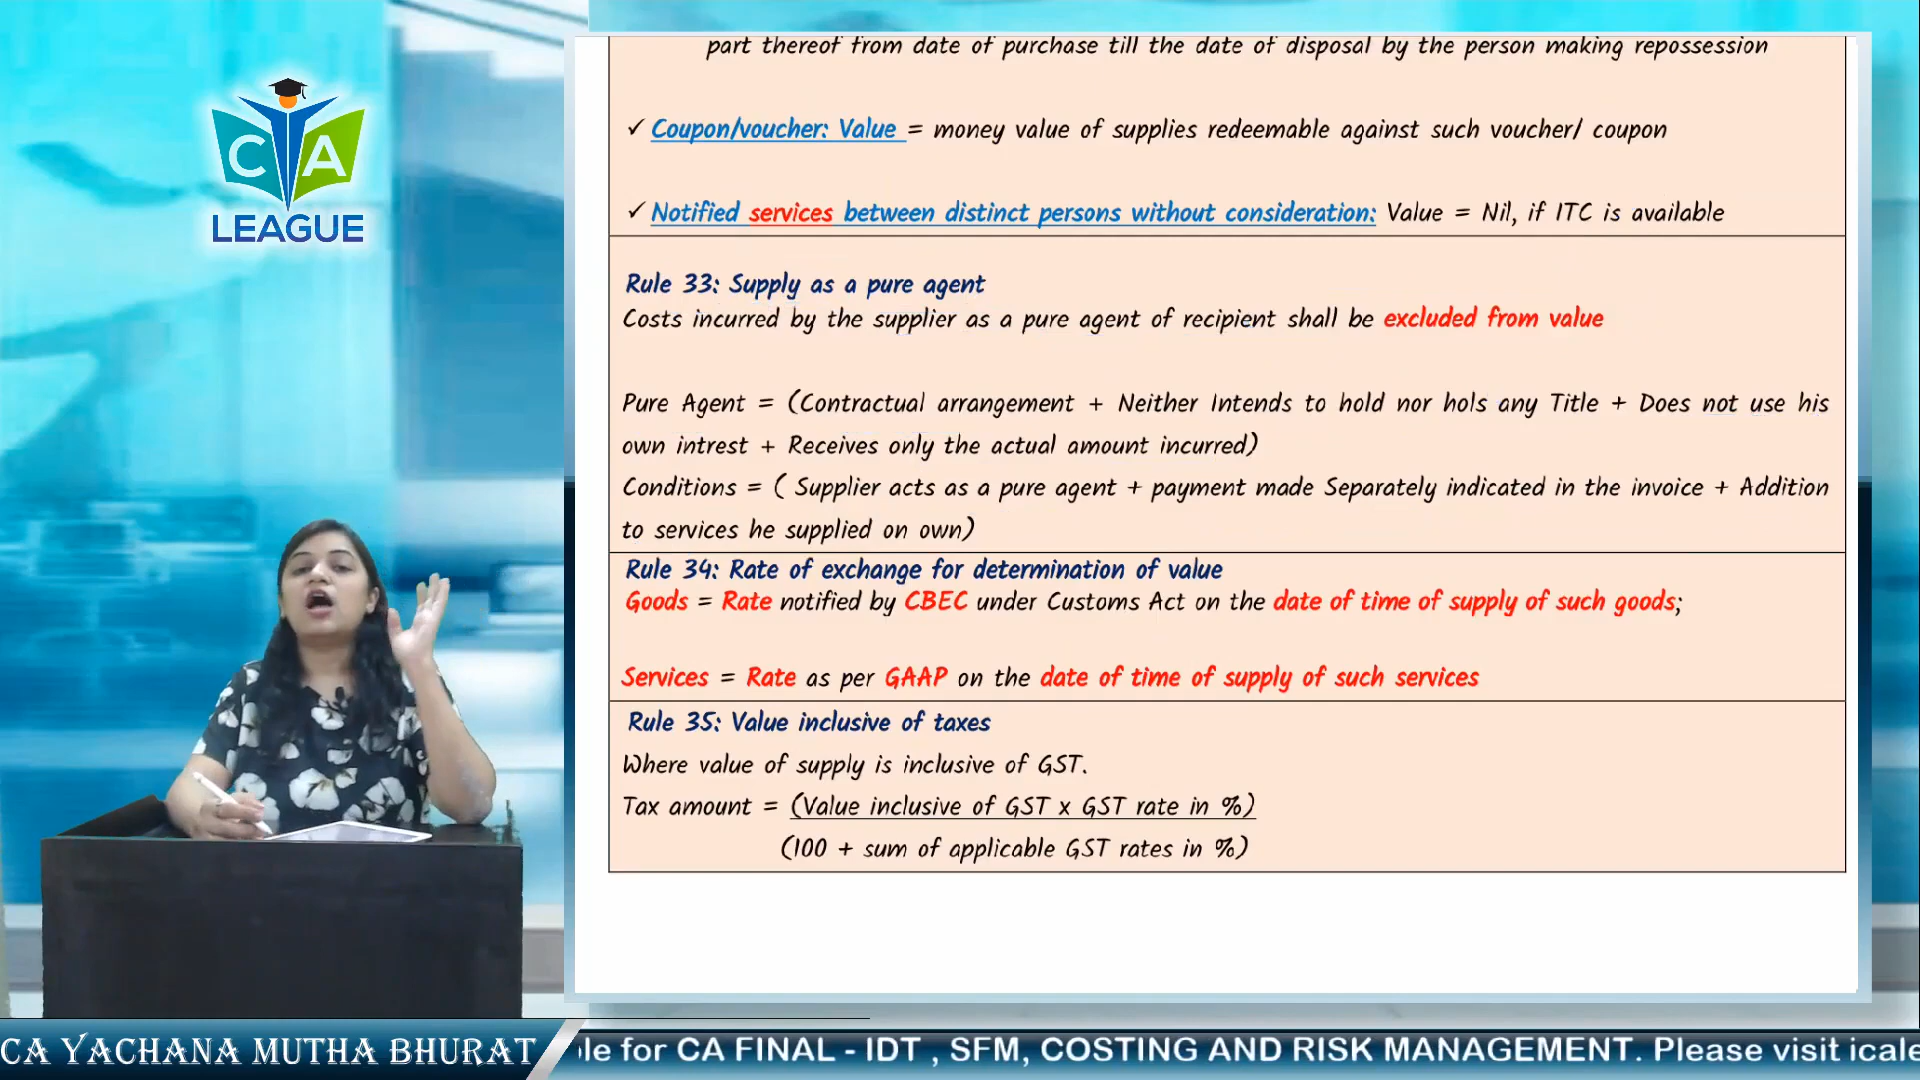 part thereof from date of purchase till the date of disposal by the person making repossession
✓ Coupon/voucher: Value = money value of supplies redeemable against such voucher/ coupon
✓ Notified services between distinct persons without consideration: Value = Nil, if ITC is available
Rule 33: Supply as a pure agent
Costs incurred by the supplier as a pure agent of recipient shall be excluded from value
Pure Agent = (Contractual arrangement + Neither Intends to hold nor hols any Title + Does not use his
own intrest + Receives only the actual amount incurred)
Conditions = ( Supplier acts as a pure agent + payment made Separately indicated in the invoice + Addition
to services he supplied on own)
Rule 34: Rate of exchange for determination of value
Goods = Rate notified by CBEC under Customs Act on the date of time of supply of such goods;
Services = Rate as per GAAP on the date of time of supply of such services
Rule 35: Value inclusive of taxes
Where value of supply is inclusive of GST.
Tax amount = (Value inclusive of GST x GST rate in %)
(100 + sum of applicable GST rates in %)
CA
LEAGUE
CA YACHANA MUTHA BHURAT
le for CA FINAL - IDT , SFM, COSTING AND RISK MANAGEMENT. Please visit icale